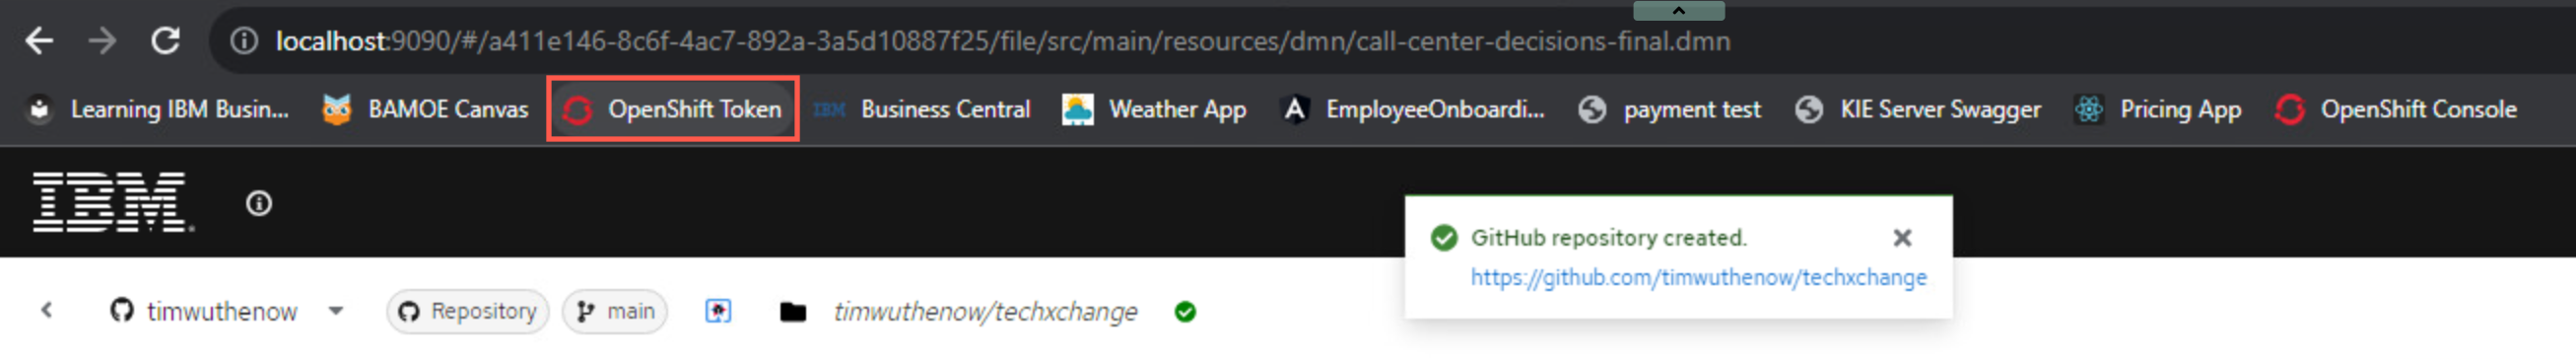 localhost:9090/#/a411e146-8c6f-4ac7-892a-3a5d10887f25/file/src/main/resources/dmn/call-center-decisions-final.dmn
Learning IBM Busin... BAMOE Canvas OpenShift Token IBM Business Central Weather App EmployeeOnboardi... payment test KIE Server Swagger Pricing App OpenShift Console
IBM
GitHub repository created.
https://github.com/timwuthenow/techxchange
timwuthenow Repository main timwuthenow/techxchange